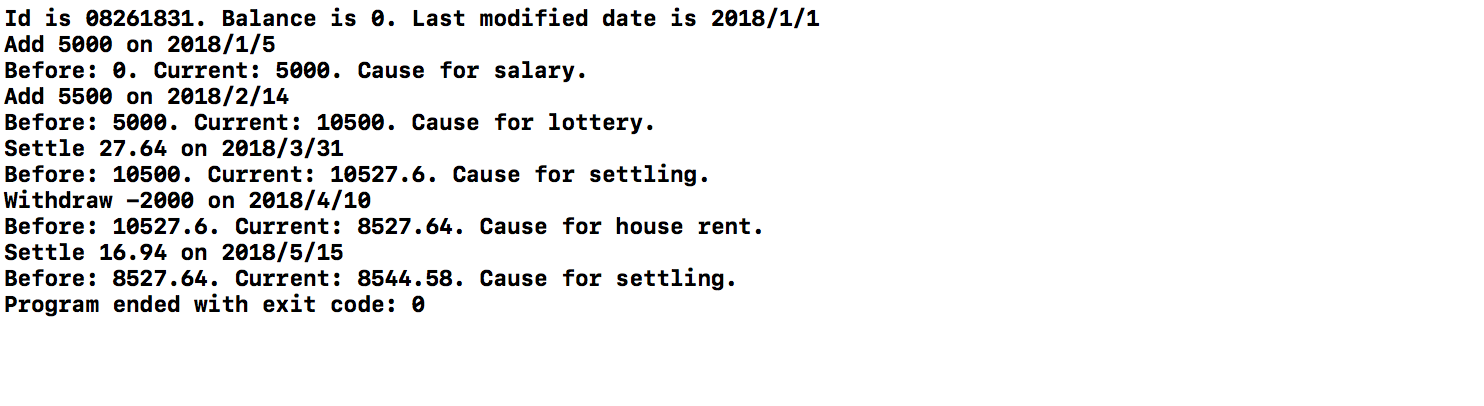 Id is 08261831. Balance is 0. Last modified date is 2018/1/1
Add 5000 on 2018/1/5
Before: 0. Current: 5000. Cause for salary.
Add 5500 on 2018/2/14
Before: 5000. Current: 10500. Cause for lottery.
Settle 27.64 on 2018/3/31
Before: 10500. Current: 10527.6. Cause for settling.
Withdraw -2000 on 2018/4/10
Before: 10527.6. Current: 8527.64. Cause for house rent.
Settle 16.94 on 2018/5/15
Before: 8527.64. Current: 8544.58. Cause for settling.
Program ended with exit code: 0